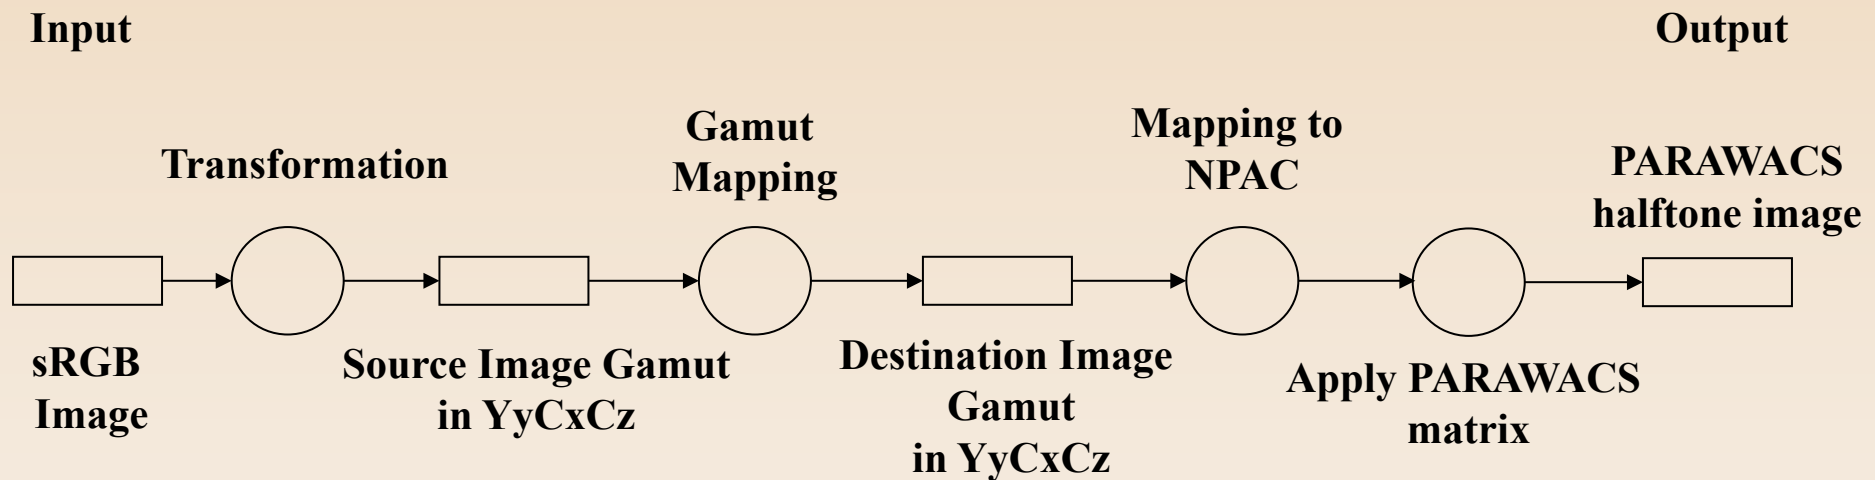 Input
Output
Transformation
Gamut
Mapping
Mapping to
NPAC
PARAWACS
halftone image
sRGB
Image
Source Image Gamut
in YyCxCz
Destination Image
Gamut
in YyCxCz
Apply PARAWACS
matrix